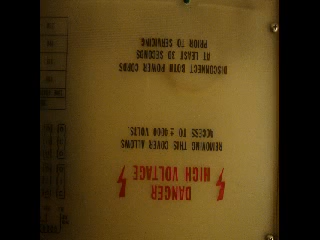 DANGER
HIGH VOLTAGE
REMOVING THIS COVER ALLOWS
ACCESS TO ± VOLTS.
DISCONNECT BOTH POWER CORDS
AT LEAST 30 SECONDS
PRIOR TO SERVICING